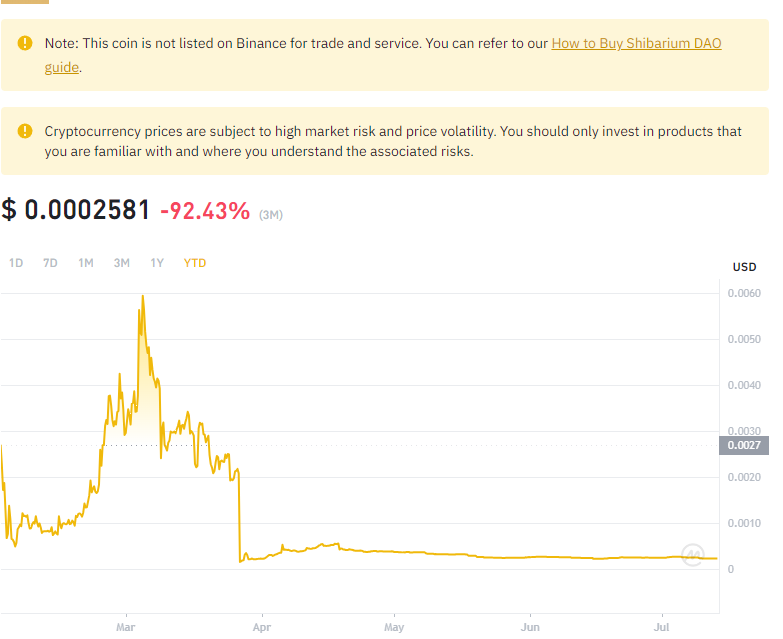 Note: This coin is not listed on Binance for trade and service. You can refer to our How to Buy Shibarium DAO
guide.
Cryptocurrency prices are subject to high market risk and price volatility. You should only invest in products that
you are familiar with and where you understand the associated risks.
$ 0.0002581 -92.43% (3M)
1D 7D 1M 3M 1Y YTD
USD
0.0060
0.0050
0.0040
0.0030
0.0027
0.0020
0.0010
0
Mar Apr May Jun Jul